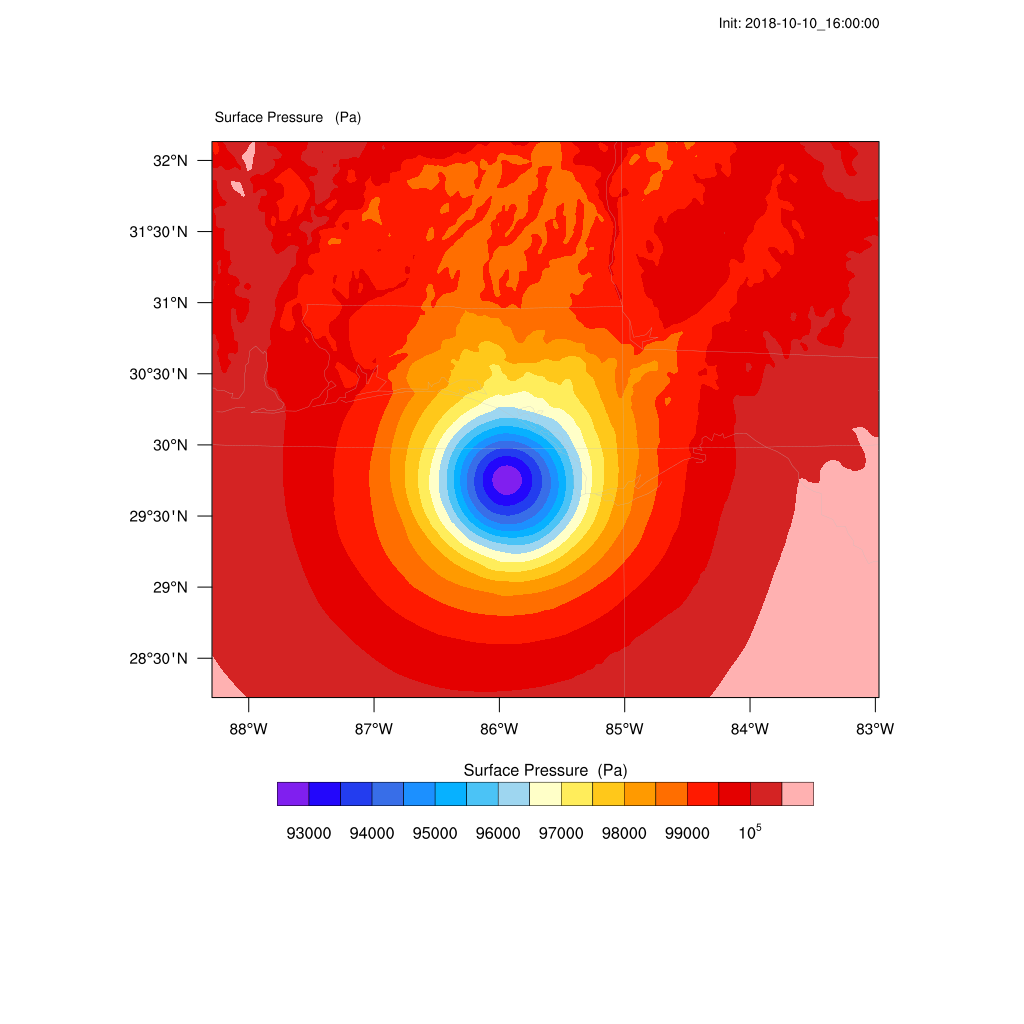 Init: 2018-10-10_16:00:00
Surface Pressure (Pa)
32°N
31°30'N
31°N
30°30'N
30°N
29°30'N
29°N
28°30'N
88°W 87°W 86°W 85°W 84°W 83°W
Surface Pressure (Pa)
93000 94000 95000 96000 97000 98000 99000 10⁵